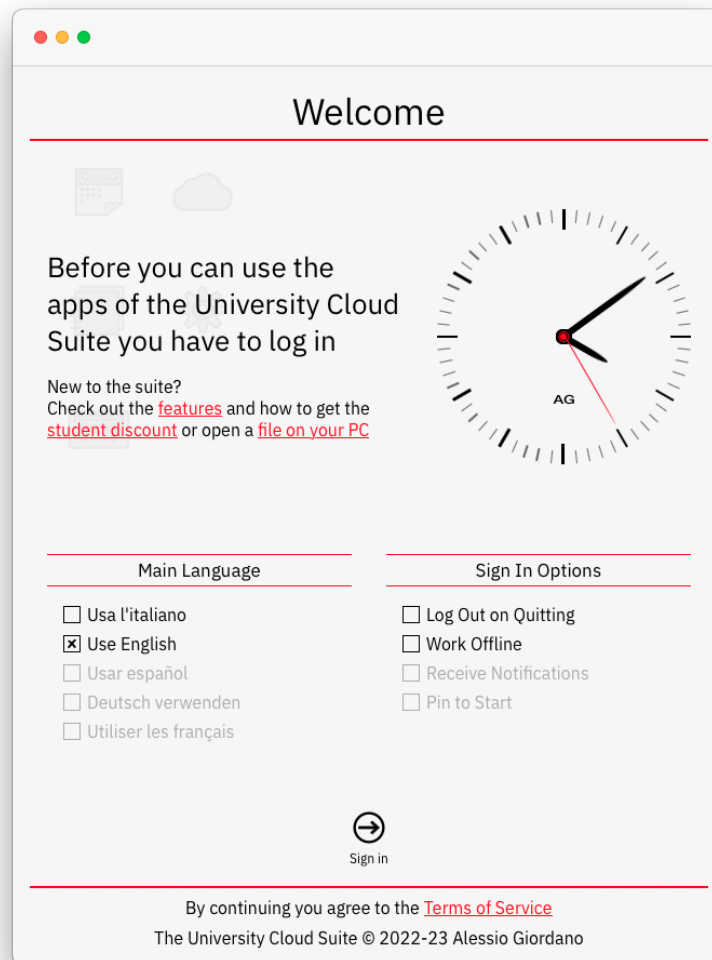 Welcome
Before you can use the
apps of the University Cloud
Suite you have to log in
New to the suite?
Check out the features and how to get the
student discount or open a file on your PC
AG
Main Language
Usa l'italiano
Use English
Usar español
Deutsch verwenden
Utiliser les français
Sign In Options
Log Out on Quitting
Work Offline
Receive Notifications
Pin to Start
Sign in
By continuing you agree to the Terms of Service
The University Cloud Suite © 2022-23 Alessio Giordano